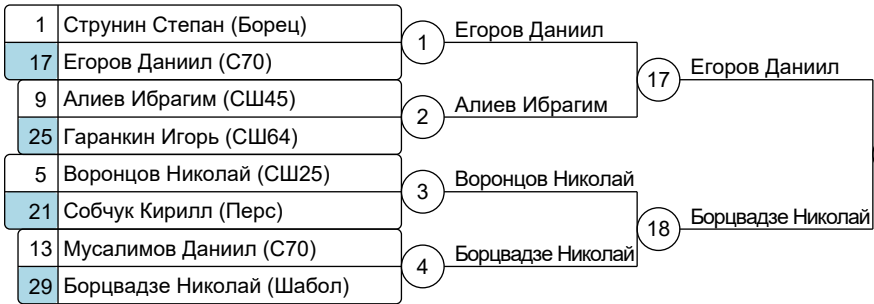 1 Струнин Степан (Борец)
17 Егоров Даниил (С70)
9 Алиев Ибрагим (СШ45)
25 Гаранкин Игорь (СШ64)
5 Воронцов Николай (СШ25)
21 Собчук Кирилл (Перс)
13 Мусалимов Даниил (С70)
29 Борцвадзе Николай (Шабол)
1 Егоров Даниил
2 Алиев Ибрагим
3 Воронцов Николай
4 Борцвадзе Николай
17 Егоров Даниил
18 Борцвадзе Николай